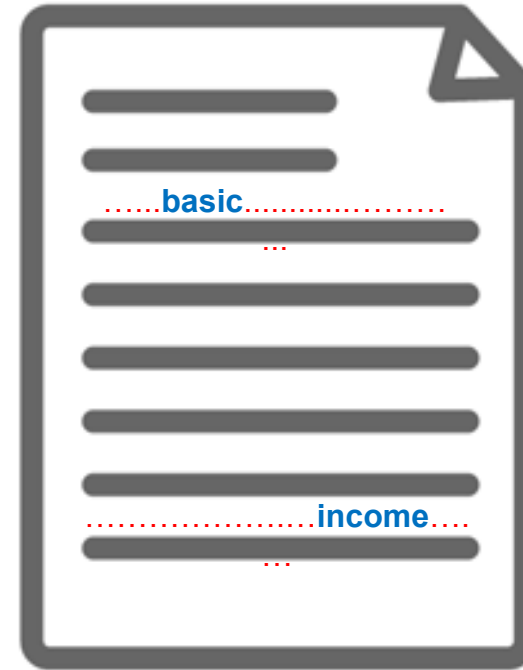 ……basic...............………
…
………………….…income….
…